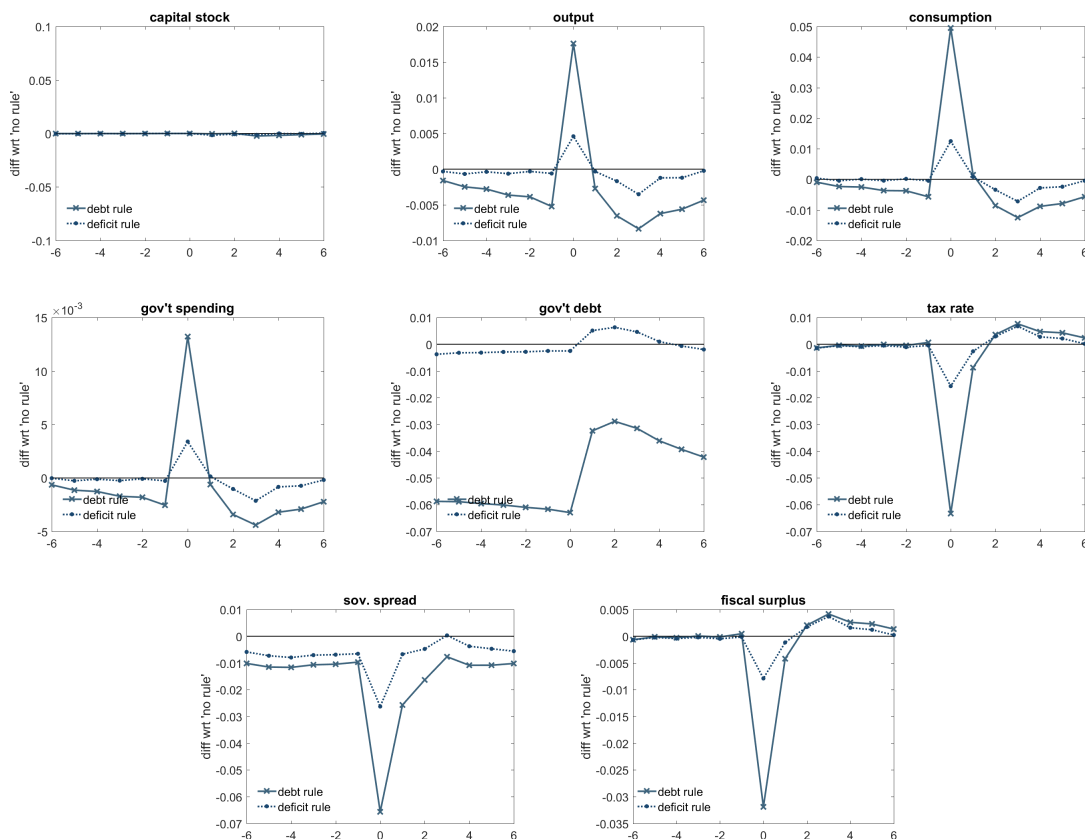 capital stock
diff wrt 'no rule'
0.1
0.05
0
-0.05
-0.1
debt rule
deficit rule
-6 -4 -2 0 2 4 6
output
diff wrt 'no rule'
0.02
0.015
0.01
0.005
0
-0.005
-0.01
debt rule
deficit rule
-6 -4 -2 0 2 4 6
consumption
diff wrt 'no rule'
0.05
0.04
0.03
0.02
0.01
0
-0.01
-0.02
debt rule
deficit rule
-6 -4 -2 0 2 4 6
gov't spending
×10⁻³
diff wrt 'no rule'
15
10
5
0
-5
debt rule
deficit rule
-6 -4 -2 0 2 4 6
gov't debt
diff wrt 'no rule'
0.01
0
-0.01
-0.02
-0.03
-0.04
-0.05
-0.06
-0.07
debt rule
deficit rule
-6 -4 -2 0 2 4 6
tax rate
diff wrt 'no rule'
0.01
0
-0.01
-0.02
-0.03
-0.04
-0.05
-0.06
-0.07
debt rule
deficit rule
-6 -4 -2 0 2 4 6
sov. spread
diff wrt 'no rule'
0.01
0
-0.01
-0.02
-0.03
-0.04
-0.05
-0.06
-0.07
debt rule
deficit rule
-6 -4 -2 0 2 4 6
fiscal surplus
diff wrt 'no rule'
0.005
0
-0.005
-0.01
-0.015
-0.02
-0.025
-0.03
-0.035
debt rule
deficit rule
-6 -4 -2 0 2 4 6